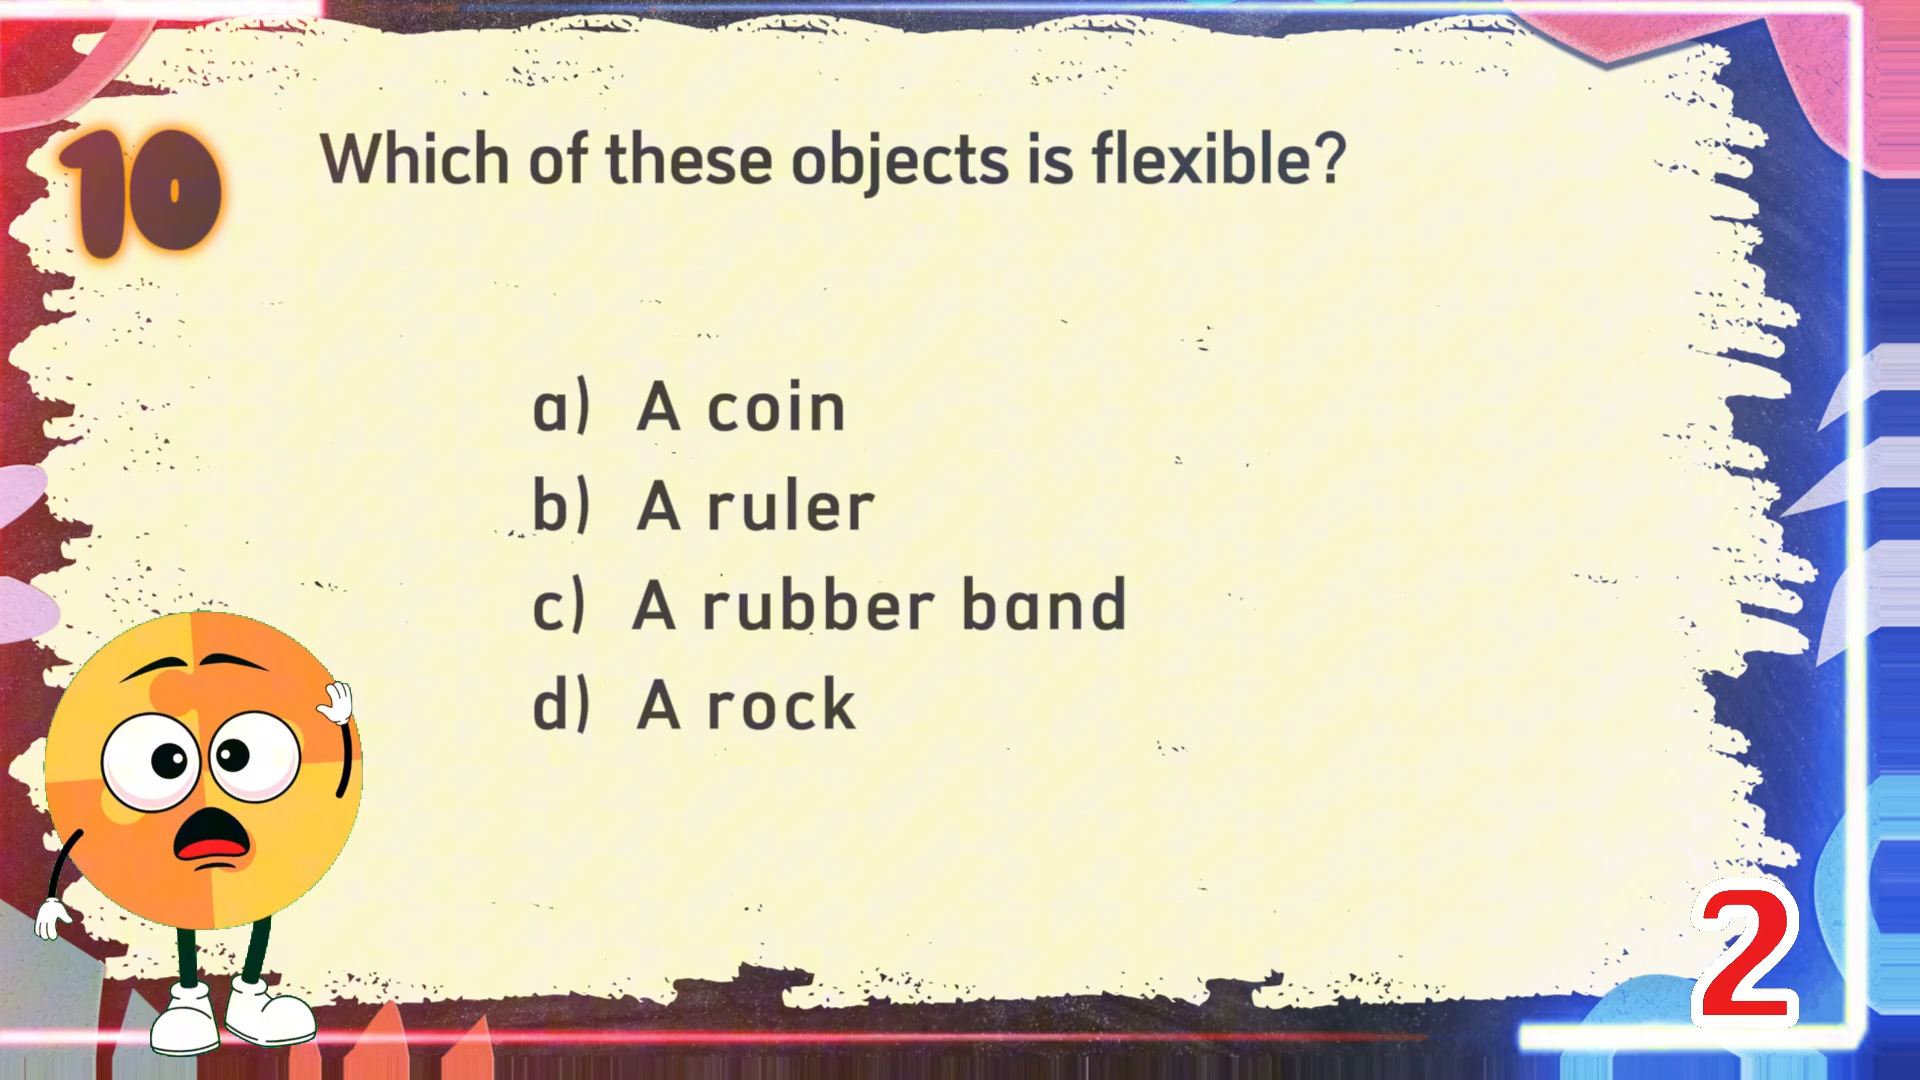 10 Which of these objects is flexible?
a) A coin
b) A ruler
c) A rubber band
d) A rock
2